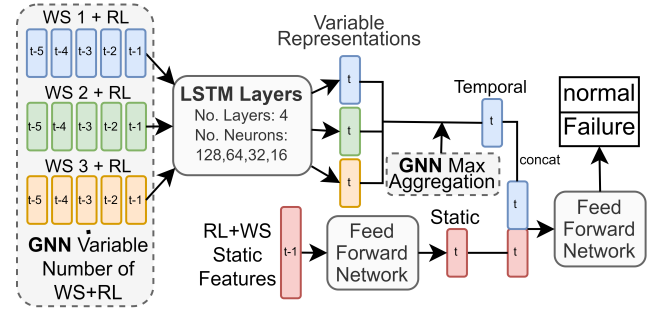 WS 1 + RL
t-5 t-4 t-3 t-2 t-1
WS 2 + RL
t-5 t-4 t-3 t-2 t-1
WS 3 + RL
t-5 t-4 t-3 t-2 t-1
GNN Variable
Number of
WS+RL
LSTM Layers
No. Layers: 4
No. Neurons:
128,64,32,16
Variable
Representations
t
t
t
GNN Max
Aggregation
Temporal
t
concat
RL+WS
Static
Features
t-1
Feed
Forward
Network
Static
t
t
Feed
Forward
Network
normal
Failure